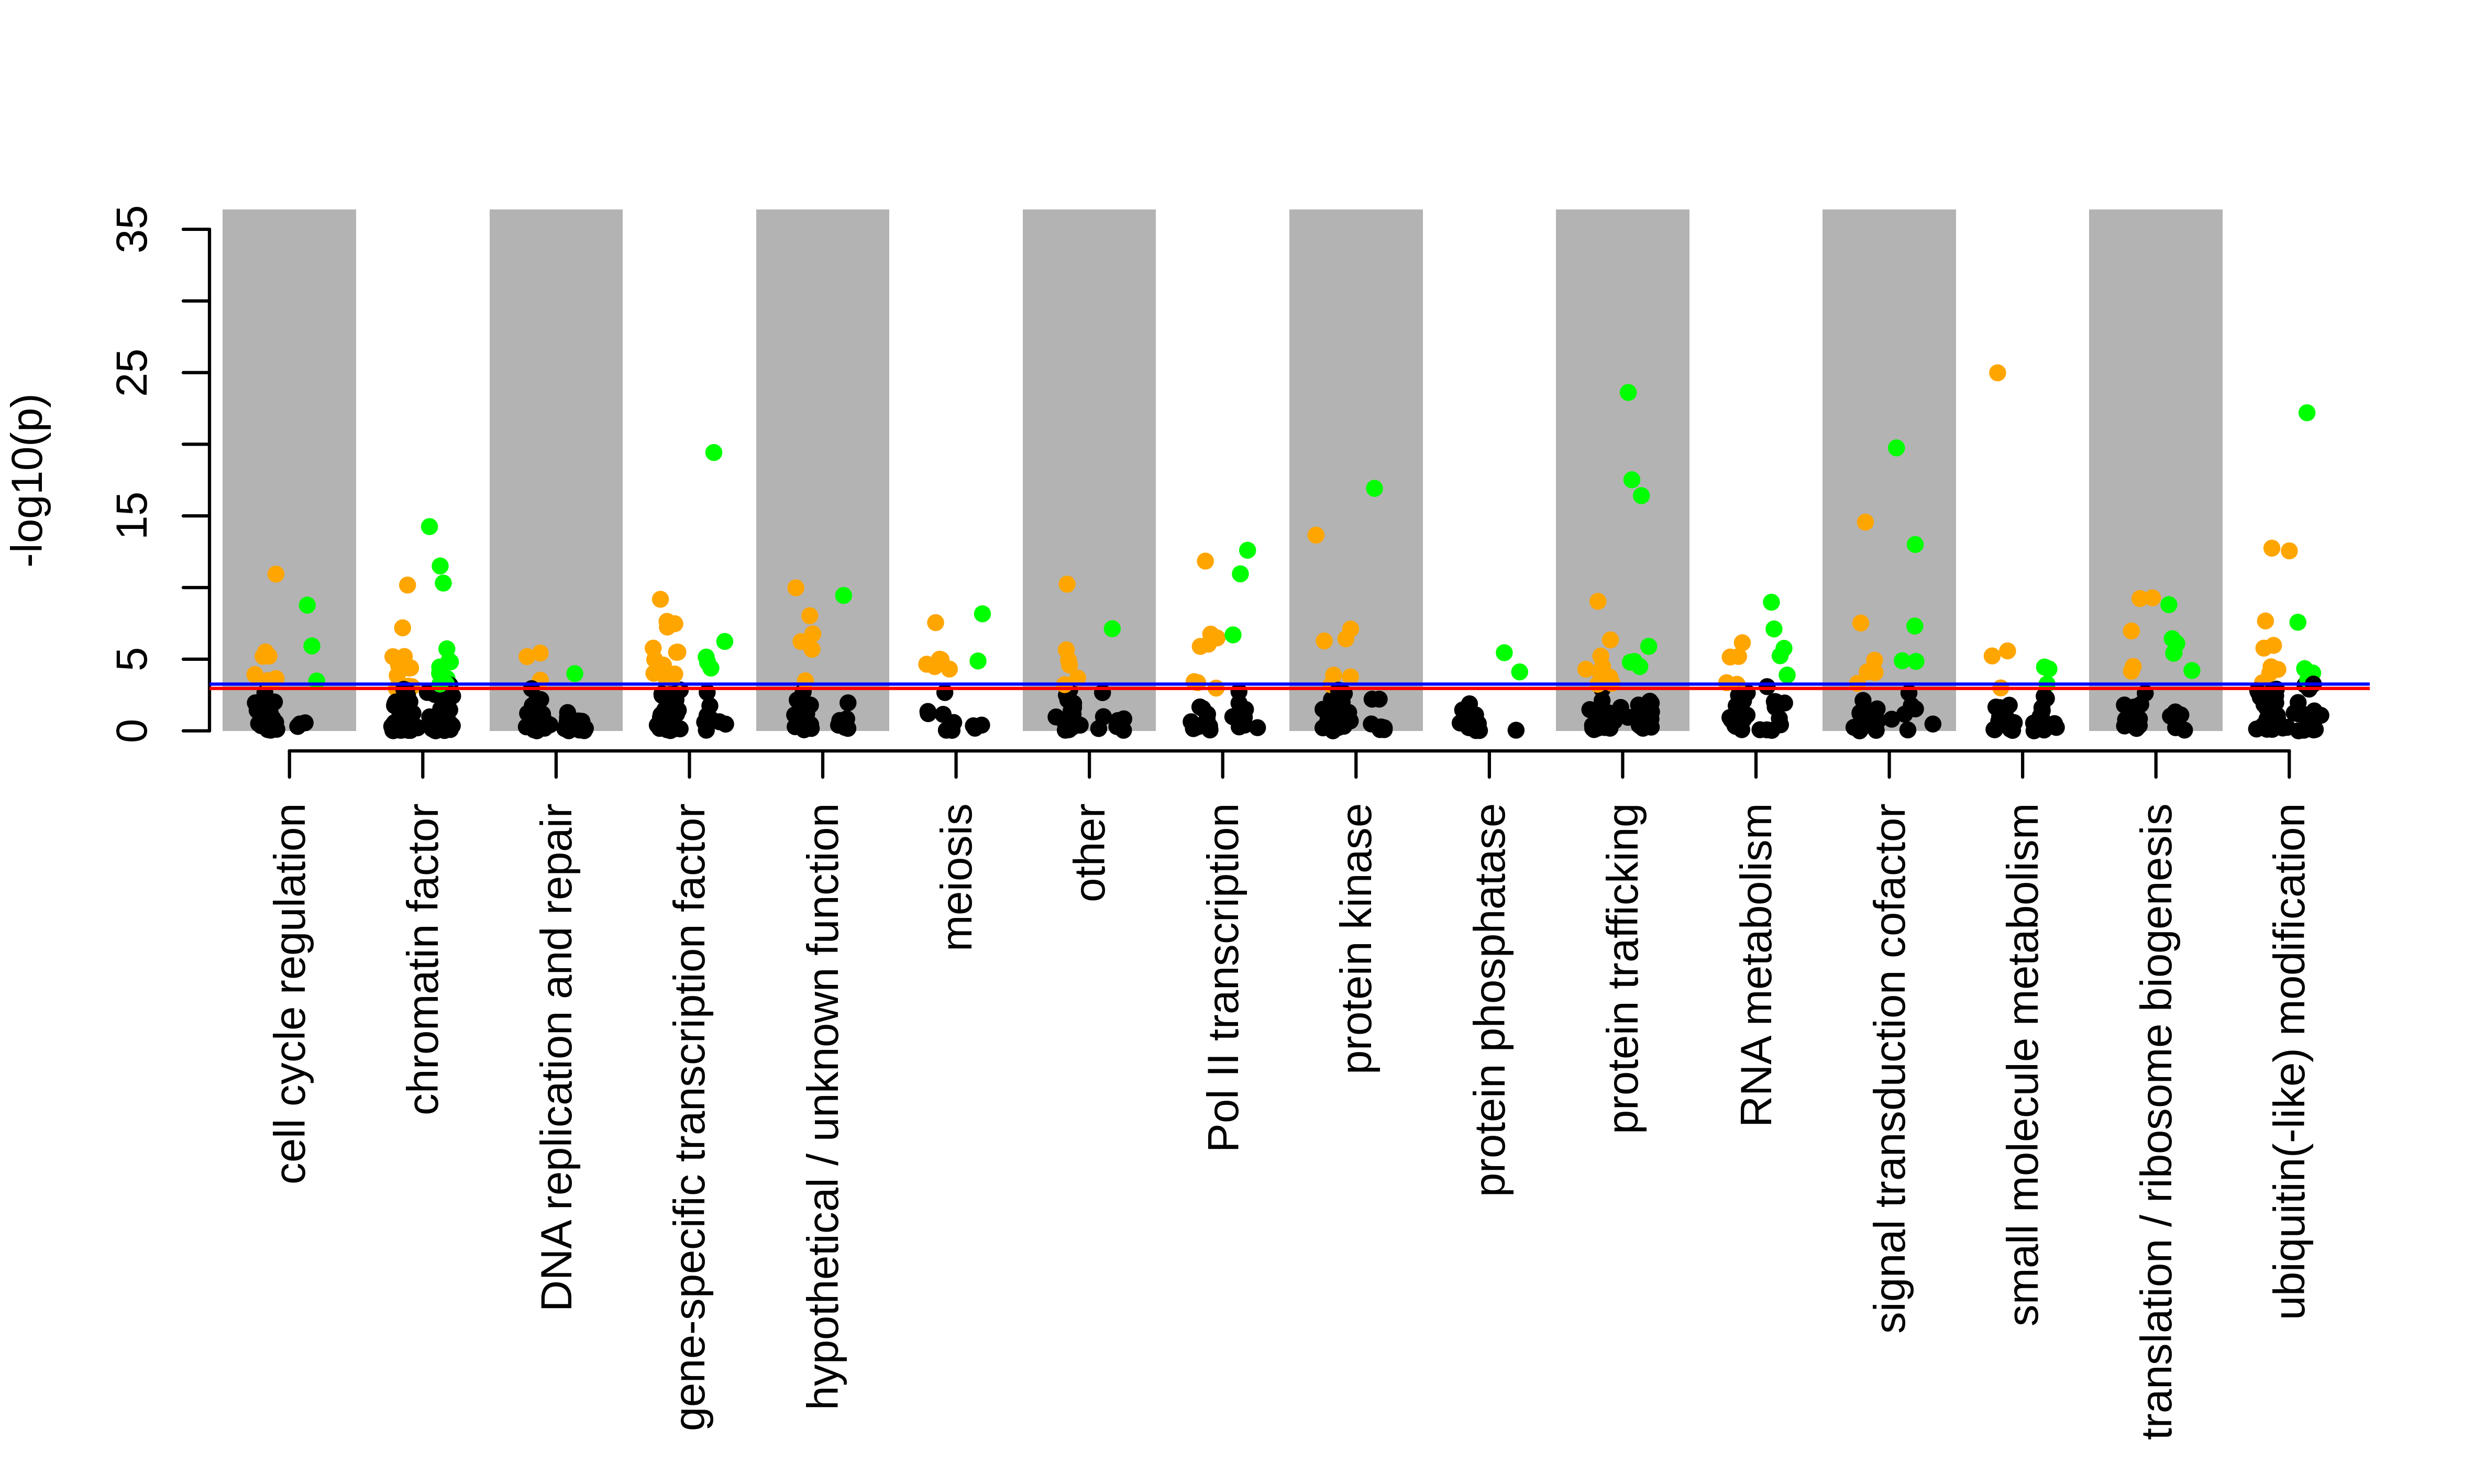 -log10(p)
35
25
15
5
0
cell cycle regulation
chromatin factor
DNA replication and repair
gene-specific transcription factor
hypothetical / unknown function
meiosis
other
Pol II transcription
protein kinase
protein phosphatase
protein trafficking
RNA metabolism
signal transduction cofactor
small molecule metabolism
translation / ribosome biogenesis
ubiquitin(-like) modification